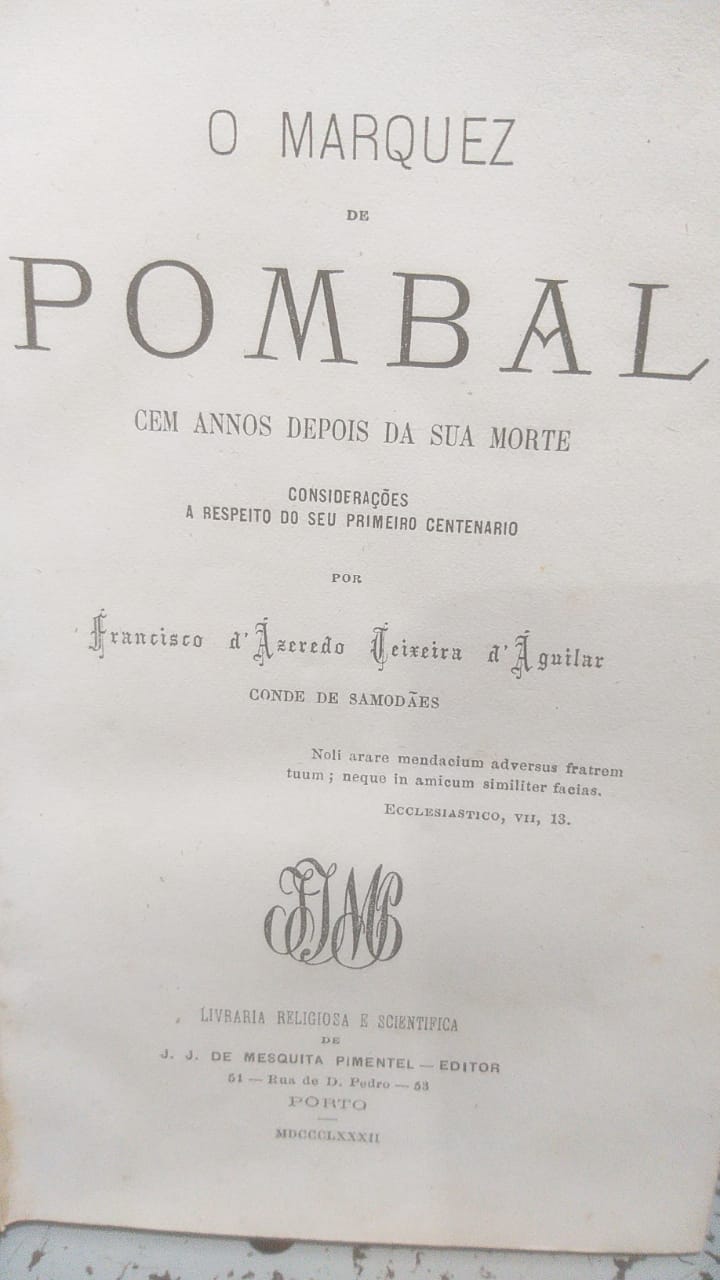 O MARQUEZ
DE
POMBAL
CEM ANNOS DEPOIS DA SUA MORTE
CONSIDERAÇÕES
A RESPEITO DO SEU PRIMEIRO CENTENARIO
POR
Francisco d'Ázeredo Teixeira d'Águilar
CONDE DE SAMODÃES
Noli arare mendacium adversus fratrem
tuum ; neque in amicum similiter facias.
ECCLESIASTICO, VII, 13.
LIVRARIA RELIGIOSA E SCIENTIFICA
DE
J. J. DE MESQUITA PIMENTEL — EDITOR
51 — Rua de D. Pedro — 53
PORTO
MDCCCLXXXII